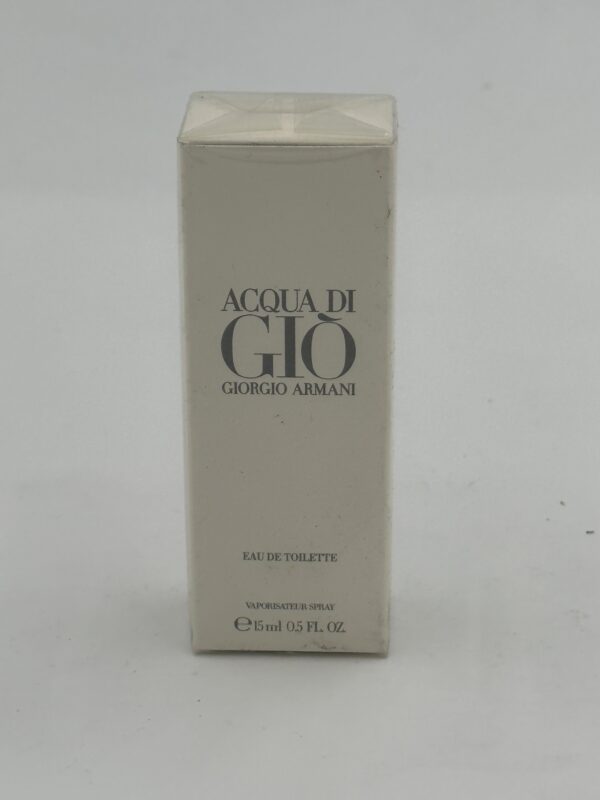 ACQUA DI
GIÒ
GIORGIO ARMANI
EAU DE TOILETTE
VAPORISATEUR SPRAY
℮15 ml 0.5 FL. OZ.